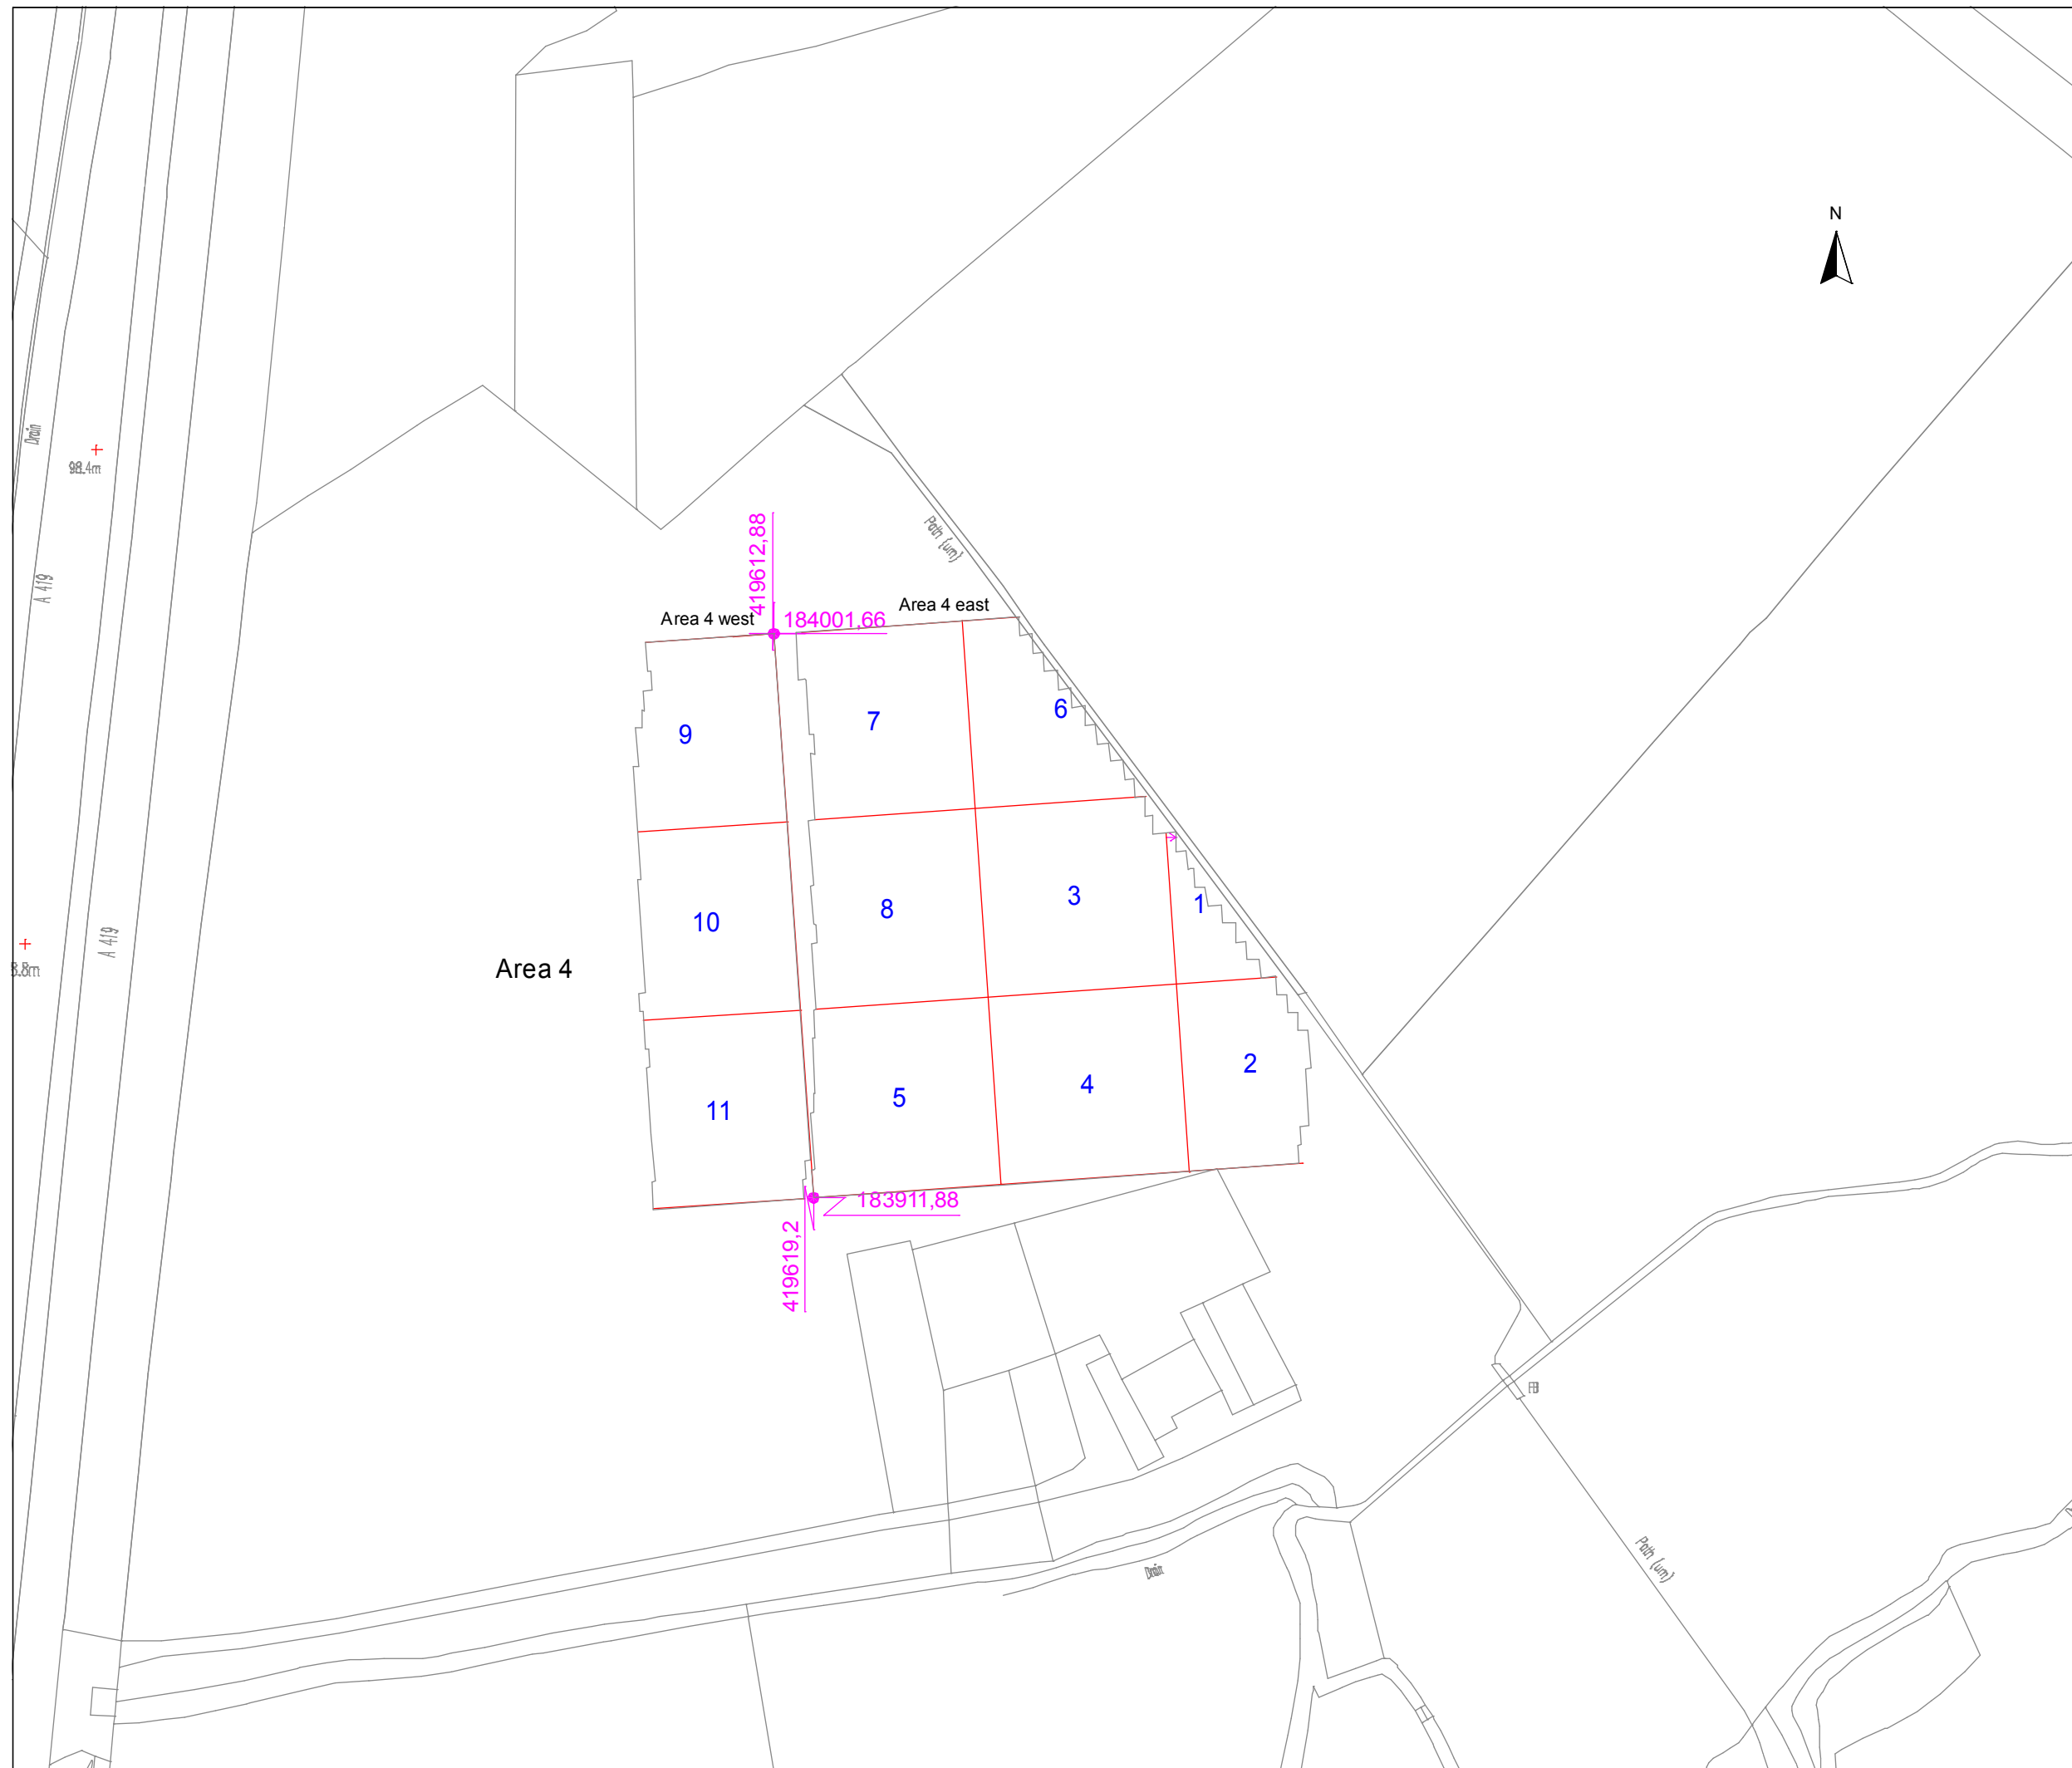 N
Drain
98.4m
A 419
Path (um)
419612,88
Area 4 west
184001,66
Area 4 east
9
7
6
10
8
3
1
A 419
Area 4
8.8m
11
5
4
2
183911,88
419619,2
FB
Drain
Path (um)